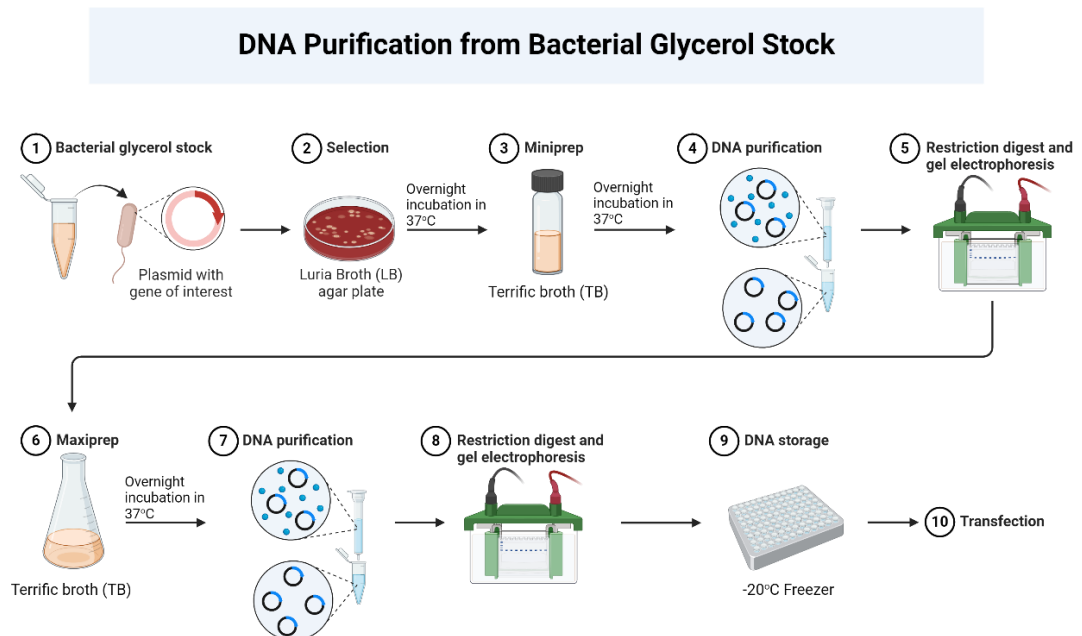 DNA Purification from Bacterial Glycerol Stock
1 Bacterial glycerol stock
Plasmid with
gene of interest
2 Selection
Luria Broth (LB)
agar plate
Overnight
incubation in
37°C
3 Miniprep
Terrific broth (TB)
Overnight
incubation in
37°C
4 DNA purification
5 Restriction digest and
gel electrophoresis
6 Maxiprep
Terrific broth (TB)
Overnight
incubation in
37°C
7 DNA purification
8 Restriction digest and
gel electrophoresis
9 DNA storage
-20°C Freezer
10 Transfection